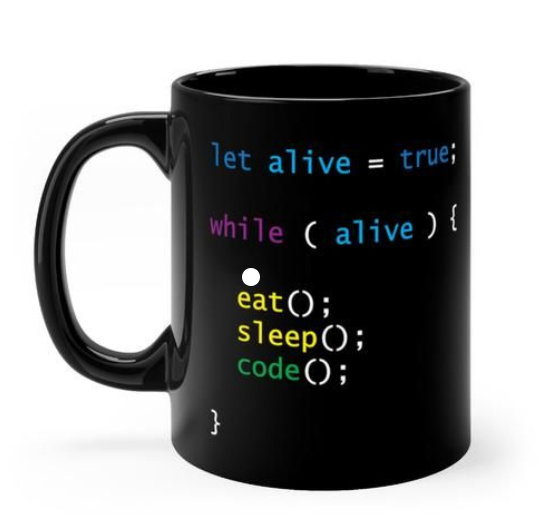 let alive = true;
while ( alive ) {
eat();
sleep();
code();
}